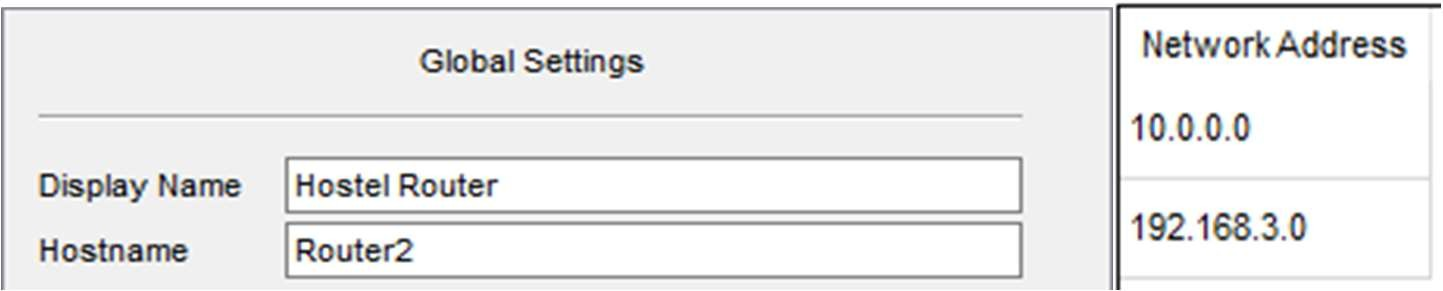 Global Settings
Display Name Hostel Router
Hostname Router2
Network Address
10.0.0.0
192.168.3.0